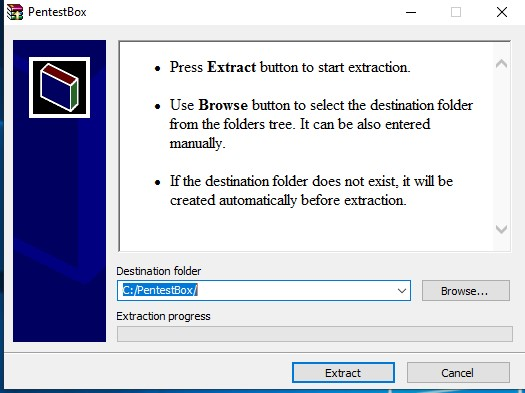 PentestBox
• Press Extract button to start extraction.
• Use Browse button to select the destination folder
from the folders tree. It can be also entered
manually.
• If the destination folder does not exist, it will be
created automatically before extraction.
Destination folder
C:/PentestBox/
Browse...
Extraction progress
Extract
Cancel